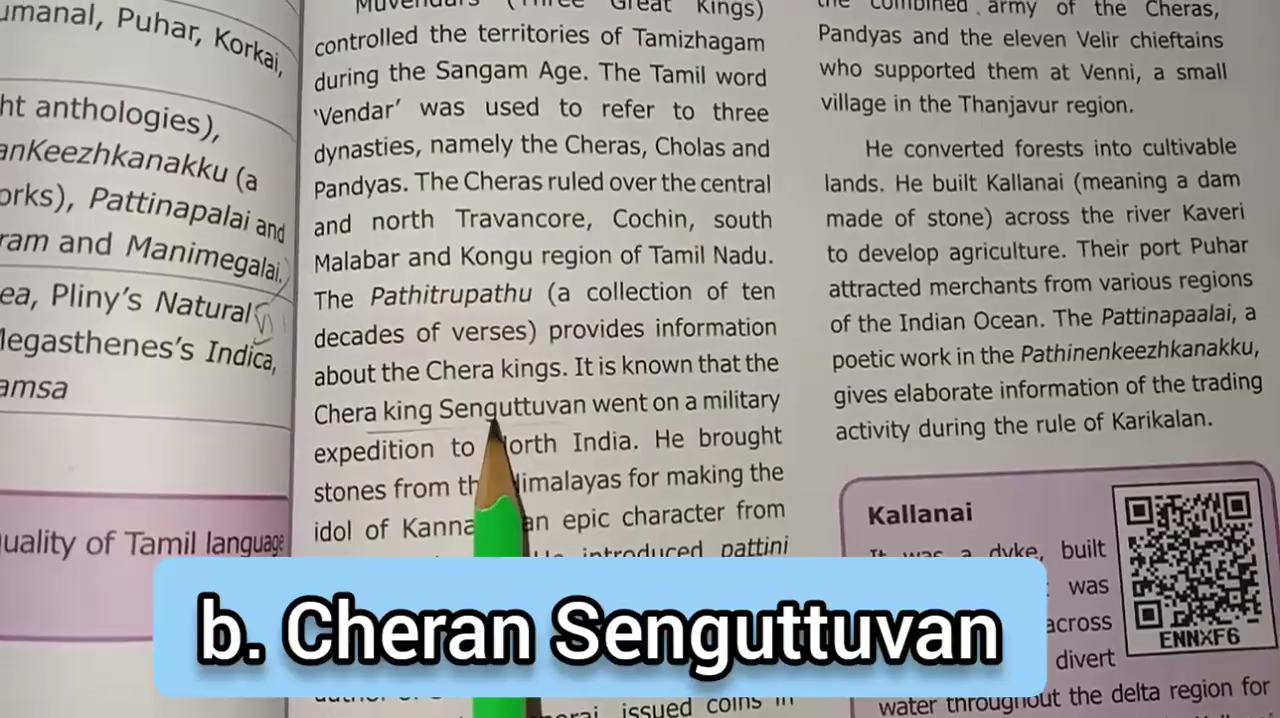 umanal, Puhar, Korkai,
ht anthologies),
anKeezhkanakku (a
orks), Pattinapalai and
ram and Manimegalai.
ea, Pliny's Natural
legasthenes's Indica,
amsa
uality of Tamil language
Muvendars (Three Great Kings)
controlled the territories of Tamizhagam
during the Sangam Age. The Tamil word
'Vendar' was used to refer to three
dynasties, namely the Cheras, Cholas and
Pandyas. The Cheras ruled over the central
and north Travancore, Cochin, south
Malabar and Kongu region of Tamil Nadu.
The Pathitrupathu (a collection of ten
decades of verses) provides information
about the Chera kings. It is known that the
Chera king Senguttuvan went on a military
expedition to North India. He brought
stones from the Himalayas for making the
idol of Kanna an epic character from
introduced pattini
issued coins in
the combined army of the Cheras,
Pandyas and the eleven Velir chieftains
who supported them at Venni, a small
village in the Thanjavur region.
He converted forests into cultivable
lands. He built Kallanai (meaning a dam
made of stone) across the river Kaveri
to develop agriculture. Their port Puhar
attracted merchants from various regions
of the Indian Ocean. The Pattinapaalai, a
poetic work in the Pathinenkeezhkanakku,
gives elaborate information of the trading
activity during the rule of Karikalan.
Kallanai
It was a dyke, built
was
across
divert
water throughout the delta region for
ENNXF6
b. Cheran Senguttuvan